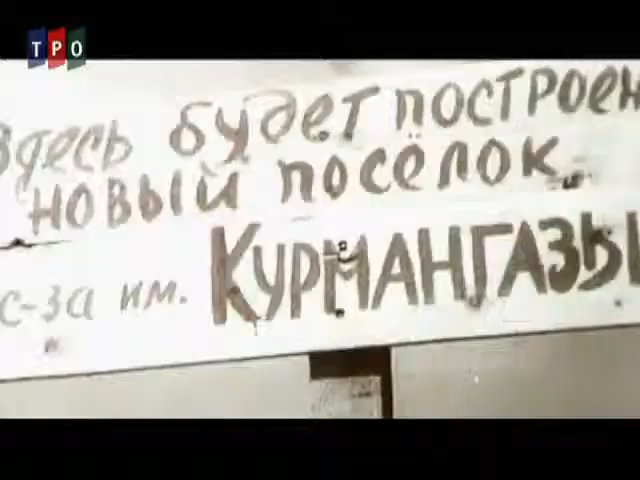 ТРО
Здесь будет построен
новый посёлок
с-за им. КУРМАНГАЗЫ